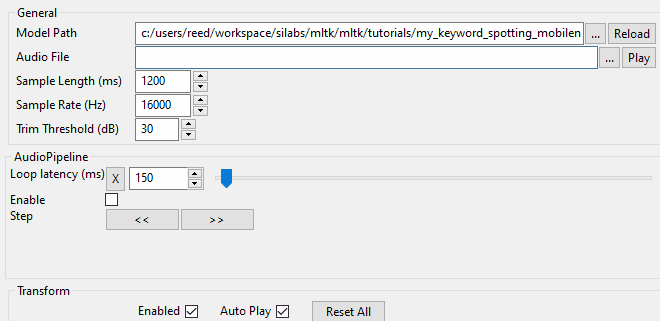 General
Model Path c:/users/reed/workspace/silabs/mltk/mltk/tutorials/my_keyword_spotting_mobilen ... Reload
Audio File ... Play
Sample Length (ms) 1200
Sample Rate (Hz) 16000
Trim Threshold (dB) 30
AudioPipeline
Loop latency (ms) X 150
Enable
Step << >>
Transform
Enabled Auto Play Reset All